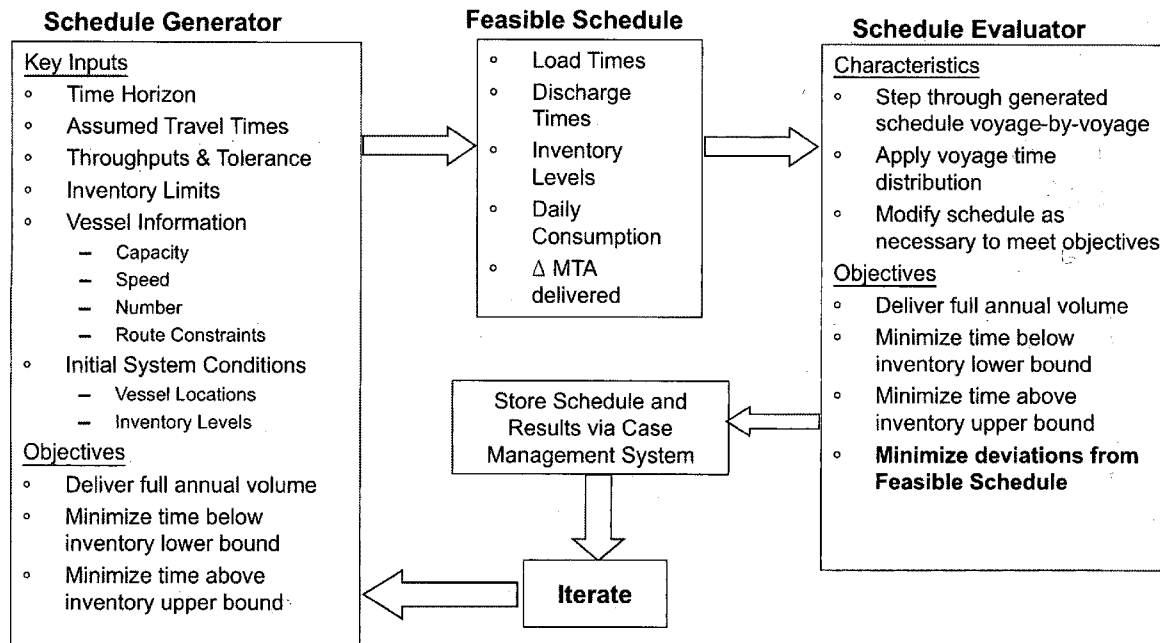 Schedule Generator
Key Inputs
◦ Time Horizon
◦ Assumed Travel Times
◦ Throughputs & Tolerance
◦ Inventory Limits
◦ Vessel Information
– Capacity
– Speed
– Number
– Route Constraints
◦ Initial System Conditions
– Vessel Locations
– Inventory Levels
Objectives
◦ Deliver full annual volume
◦ Minimize time below
inventory lower bound
◦ Minimize time above
inventory upper bound
Feasible Schedule
◦ Load Times
◦ Discharge
Times
◦ Inventory
Levels
◦ Daily
Consumption
◦ Δ MTA
delivered
Schedule Evaluator
Characteristics
◦ Step through generated
schedule voyage-by-voyage
◦ Apply voyage time
distribution
◦ Modify schedule as
necessary to meet objectives
Objectives
◦ Deliver full annual volume
◦ Minimize time below
inventory lower bound
◦ Minimize time above
inventory upper bound
◦ Minimize deviations from
Feasible Schedule
Store Schedule and
Results via Case
Management System
Iterate